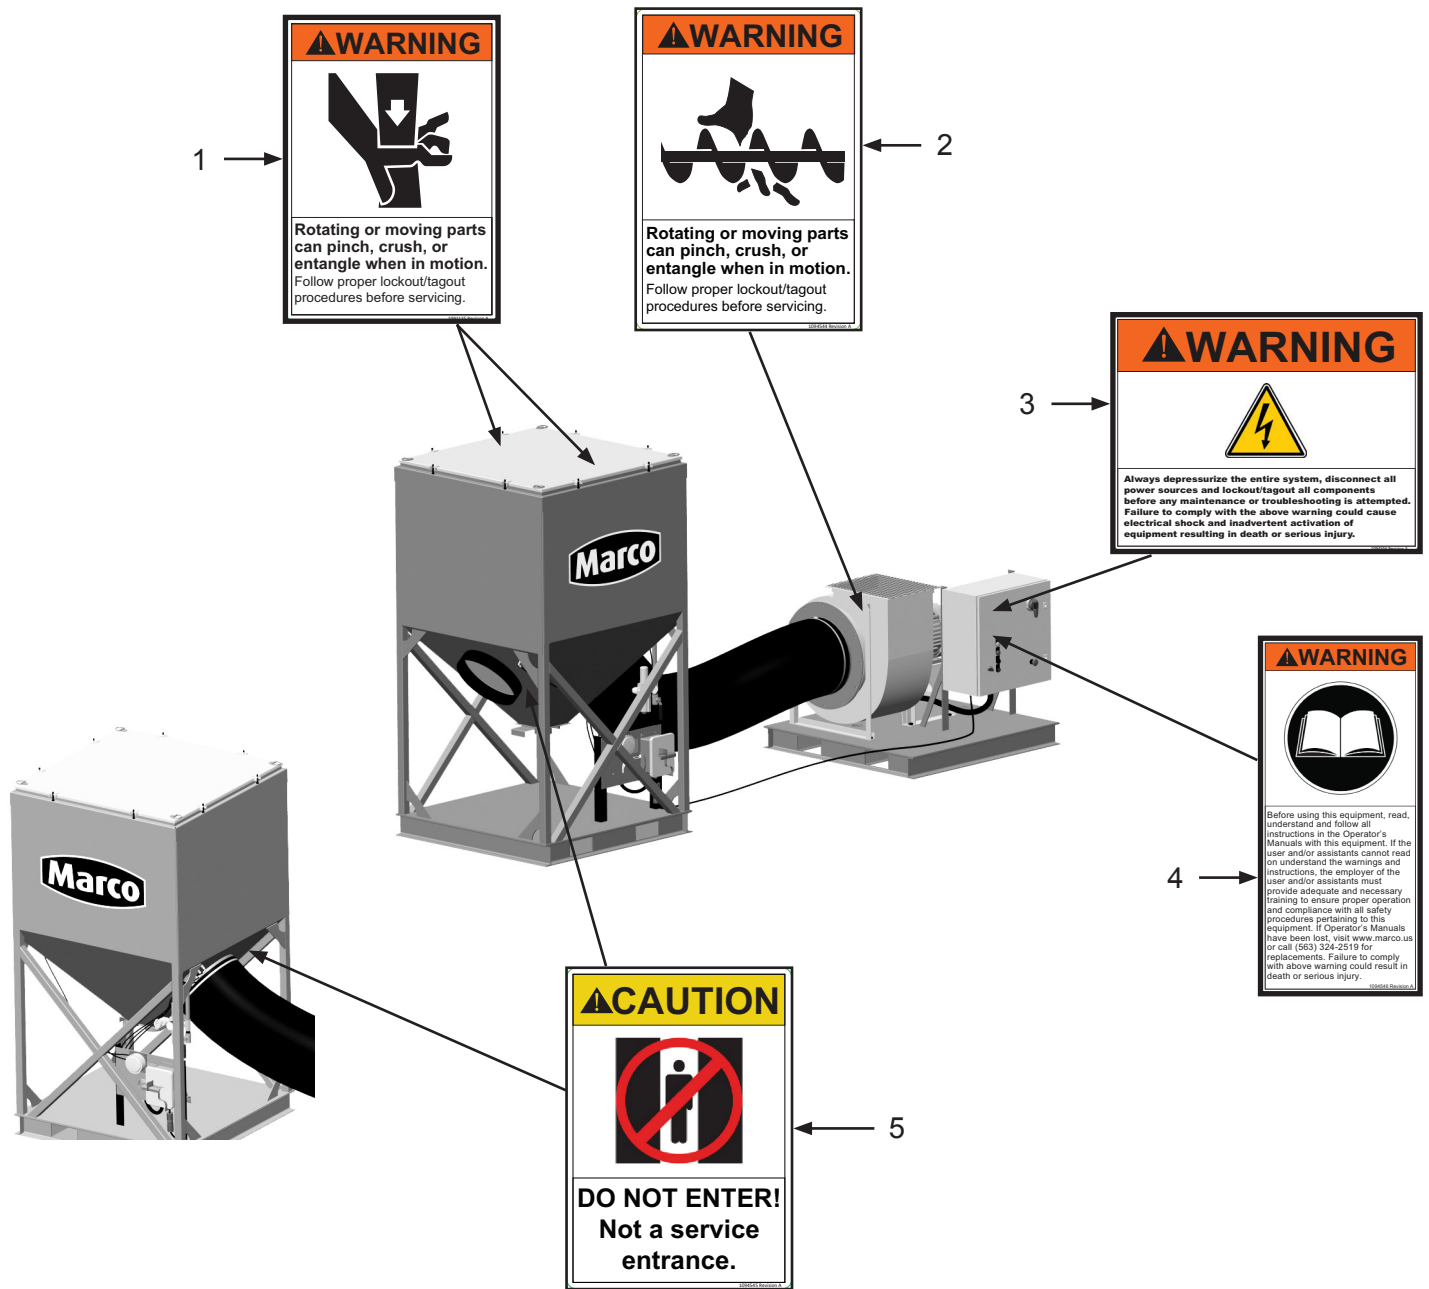 WARNING
Rotating or moving parts
can pinch, crush, or
entangle when in motion.
Follow proper lockout/tagout
procedures before servicing.
1
WARNING
Rotating or moving parts
can pinch, crush, or
entangle when in motion.
Follow proper lockout/tagout
procedures before servicing.
1094544 Revision A
2
WARNING
Always depressurize the entire system, disconnect all
power sources and lockout/tagout all components
before any maintenance or troubleshooting is attempted.
Failure to comply with the above warning could cause
electrical shock and inadvertent activation of
equipment resulting in death or serious injury.
3
Marco
WARNING
Before using this equipment, read,
understand and follow all
instructions in the Operator's
Manuals with this equipment. If the
user and/or assistants cannot read
on understand the warnings and
instructions, the employer of the
user and/or assistants must
provide adequate and necessary
training to ensure proper operation
and compliance with all safety
procedures pertaining to this
equipment. If Operator's Manuals
have been lost, visit www.marco.us
or call (563) 324-2519 for
replacements. Failure to comply
with above warning could result in
death or serious injury.
1094546 Revision A
4
Marco
CAUTION
DO NOT ENTER!
Not a service
entrance.
1094545 Revision A
5